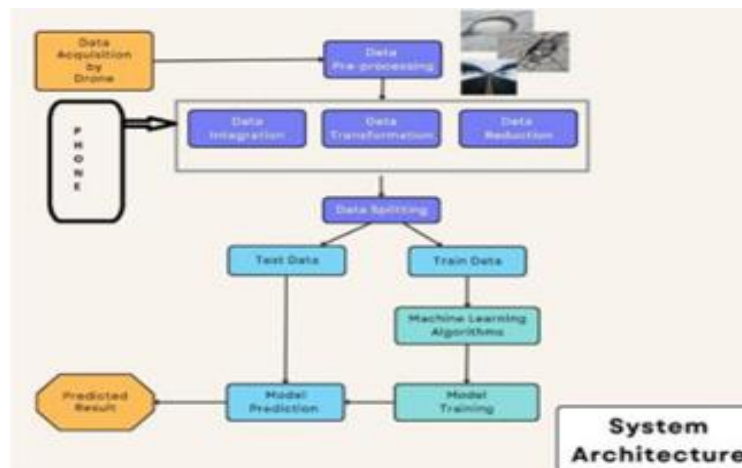 Data
Acquisition
by
Drone
Data
Pre-processing
P
H
O
N
E
Data
Integration
Data
Transformation
Data
Reduction
Data Splitting
Test Data
Train Data
Machine Learning
Algorithms
Predicted
Result
Model
Prediction
Model
Training
System
Architecture